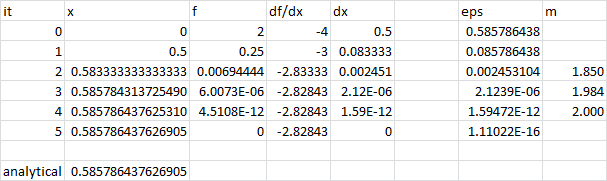 it x f df/dx dx eps m
0 0 2 -4 0.5 0.585786438
1 0.5 0.25 -3 0.083333 0.085786438
2 0.583333333333333 0.00694444 -2.83333 0.002451 0.002453104 1.850
3 0.585784313725490 6.0073E-06 -2.82843 2.12E-06 2.1239E-06 1.984
4 0.585786437625310 4.5108E-12 -2.82843 1.59E-12 1.59472E-12 2.000
5 0.585786437626905 0 -2.82843 0 1.11022E-16
analytical 0.585786437626905